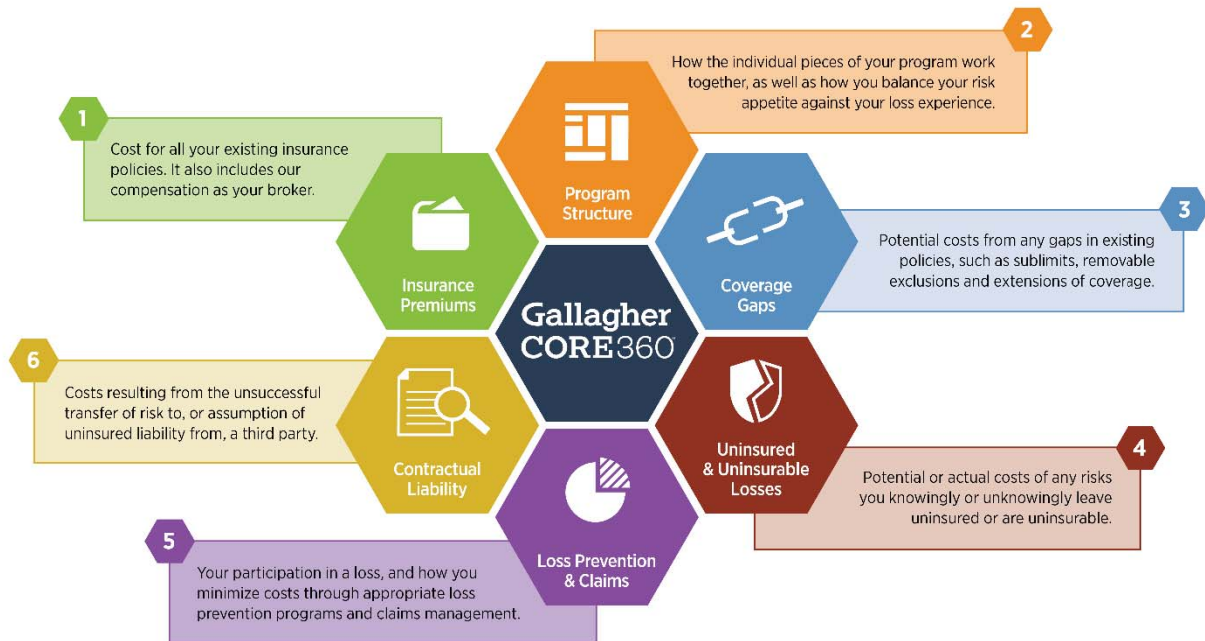 1
Cost for all your existing insurance
policies. It also includes our
compensation as your broker.
Insurance
Premiums
2
How the individual pieces of your program work
together, as well as how you balance your risk
appetite against your loss experience.
Program
Structure
3
Potential costs from any gaps in existing
policies, such as sublimits, removable
exclusions and extensions of coverage.
Coverage
Gaps
Gallagher
CORE360
4
Potential or actual costs of any risks
you knowingly or unknowingly leave
uninsured or are uninsurable.
Uninsured
& Uninsurable
Losses
5
Your participation in a loss, and how you
minimize costs through appropriate loss
prevention programs and claims management.
Loss Prevention
& Claims
6
Costs resulting from the unsuccessful
transfer of risk to, or assumption of
uninsured liability from, a third party.
Contractual
Liability